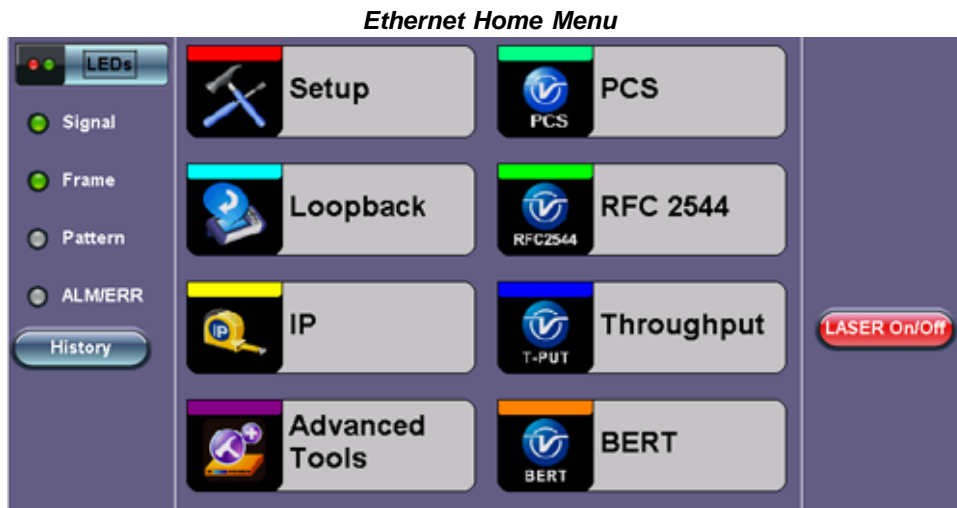 Ethernet Home Menu
LEDs
Signal
Frame
Pattern
ALM/ERR
History
Setup
PCS
PCS
Loopback
RFC2544
RFC 2544
IP
IP
T-PUT
Throughput
Advanced
Tools
BERT
BERT
LASER On/Off